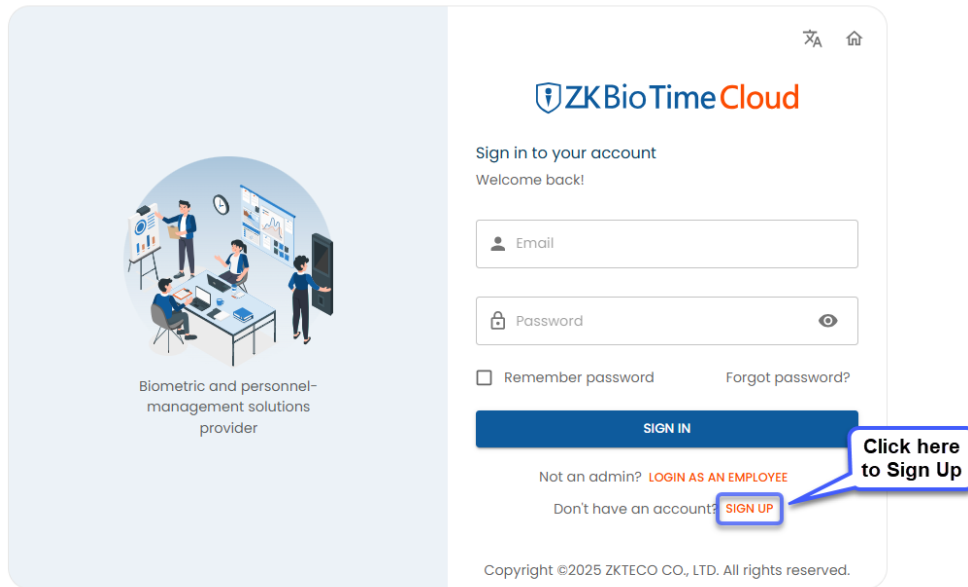 ZKBioTime Cloud
Sign in to your account
Welcome back!
Email
Password
Remember password Forgot password?
SIGN IN
Click here
to Sign Up
Not an admin? LOGIN AS AN EMPLOYEE
Don't have an account? SIGN UP
Copyright ©2025 ZKTECO CO., LTD. All rights reserved.
Biometric and personnel-
management solutions
provider